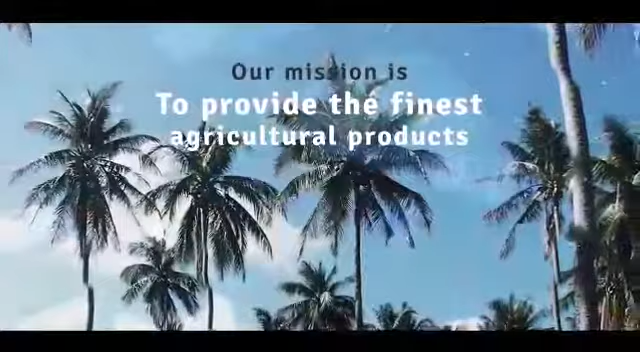 Our mission is
To provide the finest
agricultural products